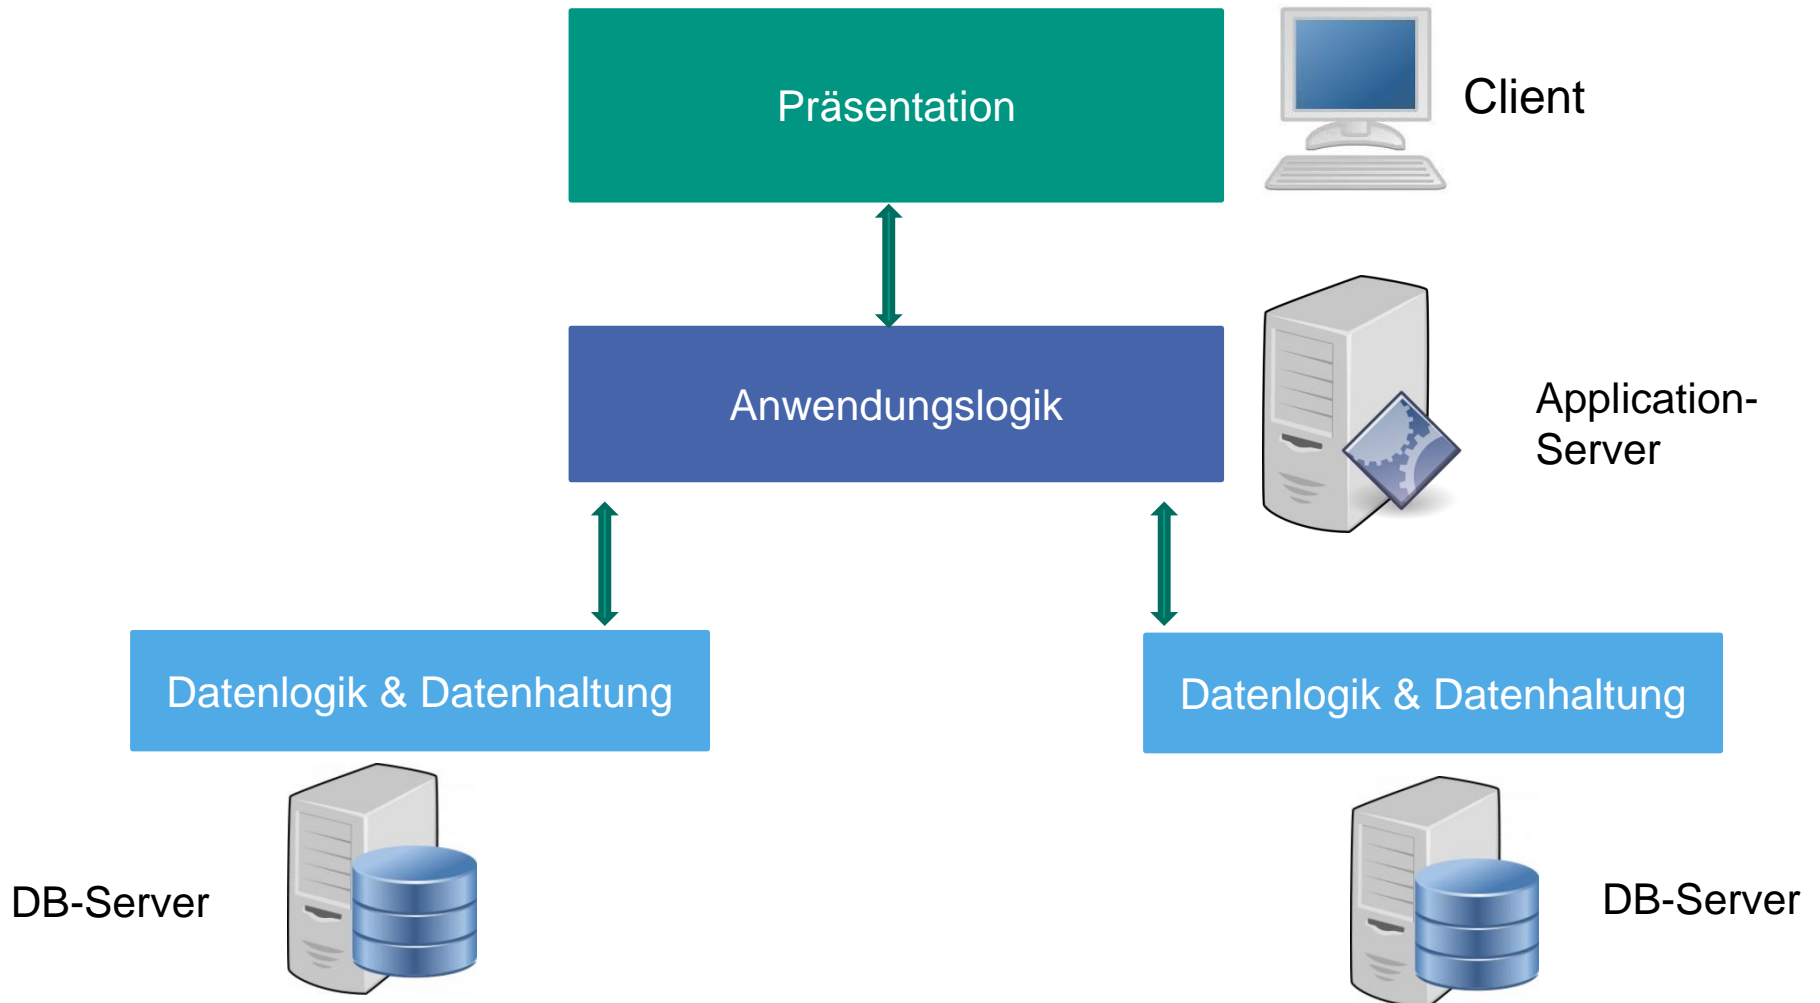 Präsentation
Client
Anwendungslogik
Application-
Server
Datenlogik & Datenhaltung
Datenlogik & Datenhaltung
DB-Server
DB-Server